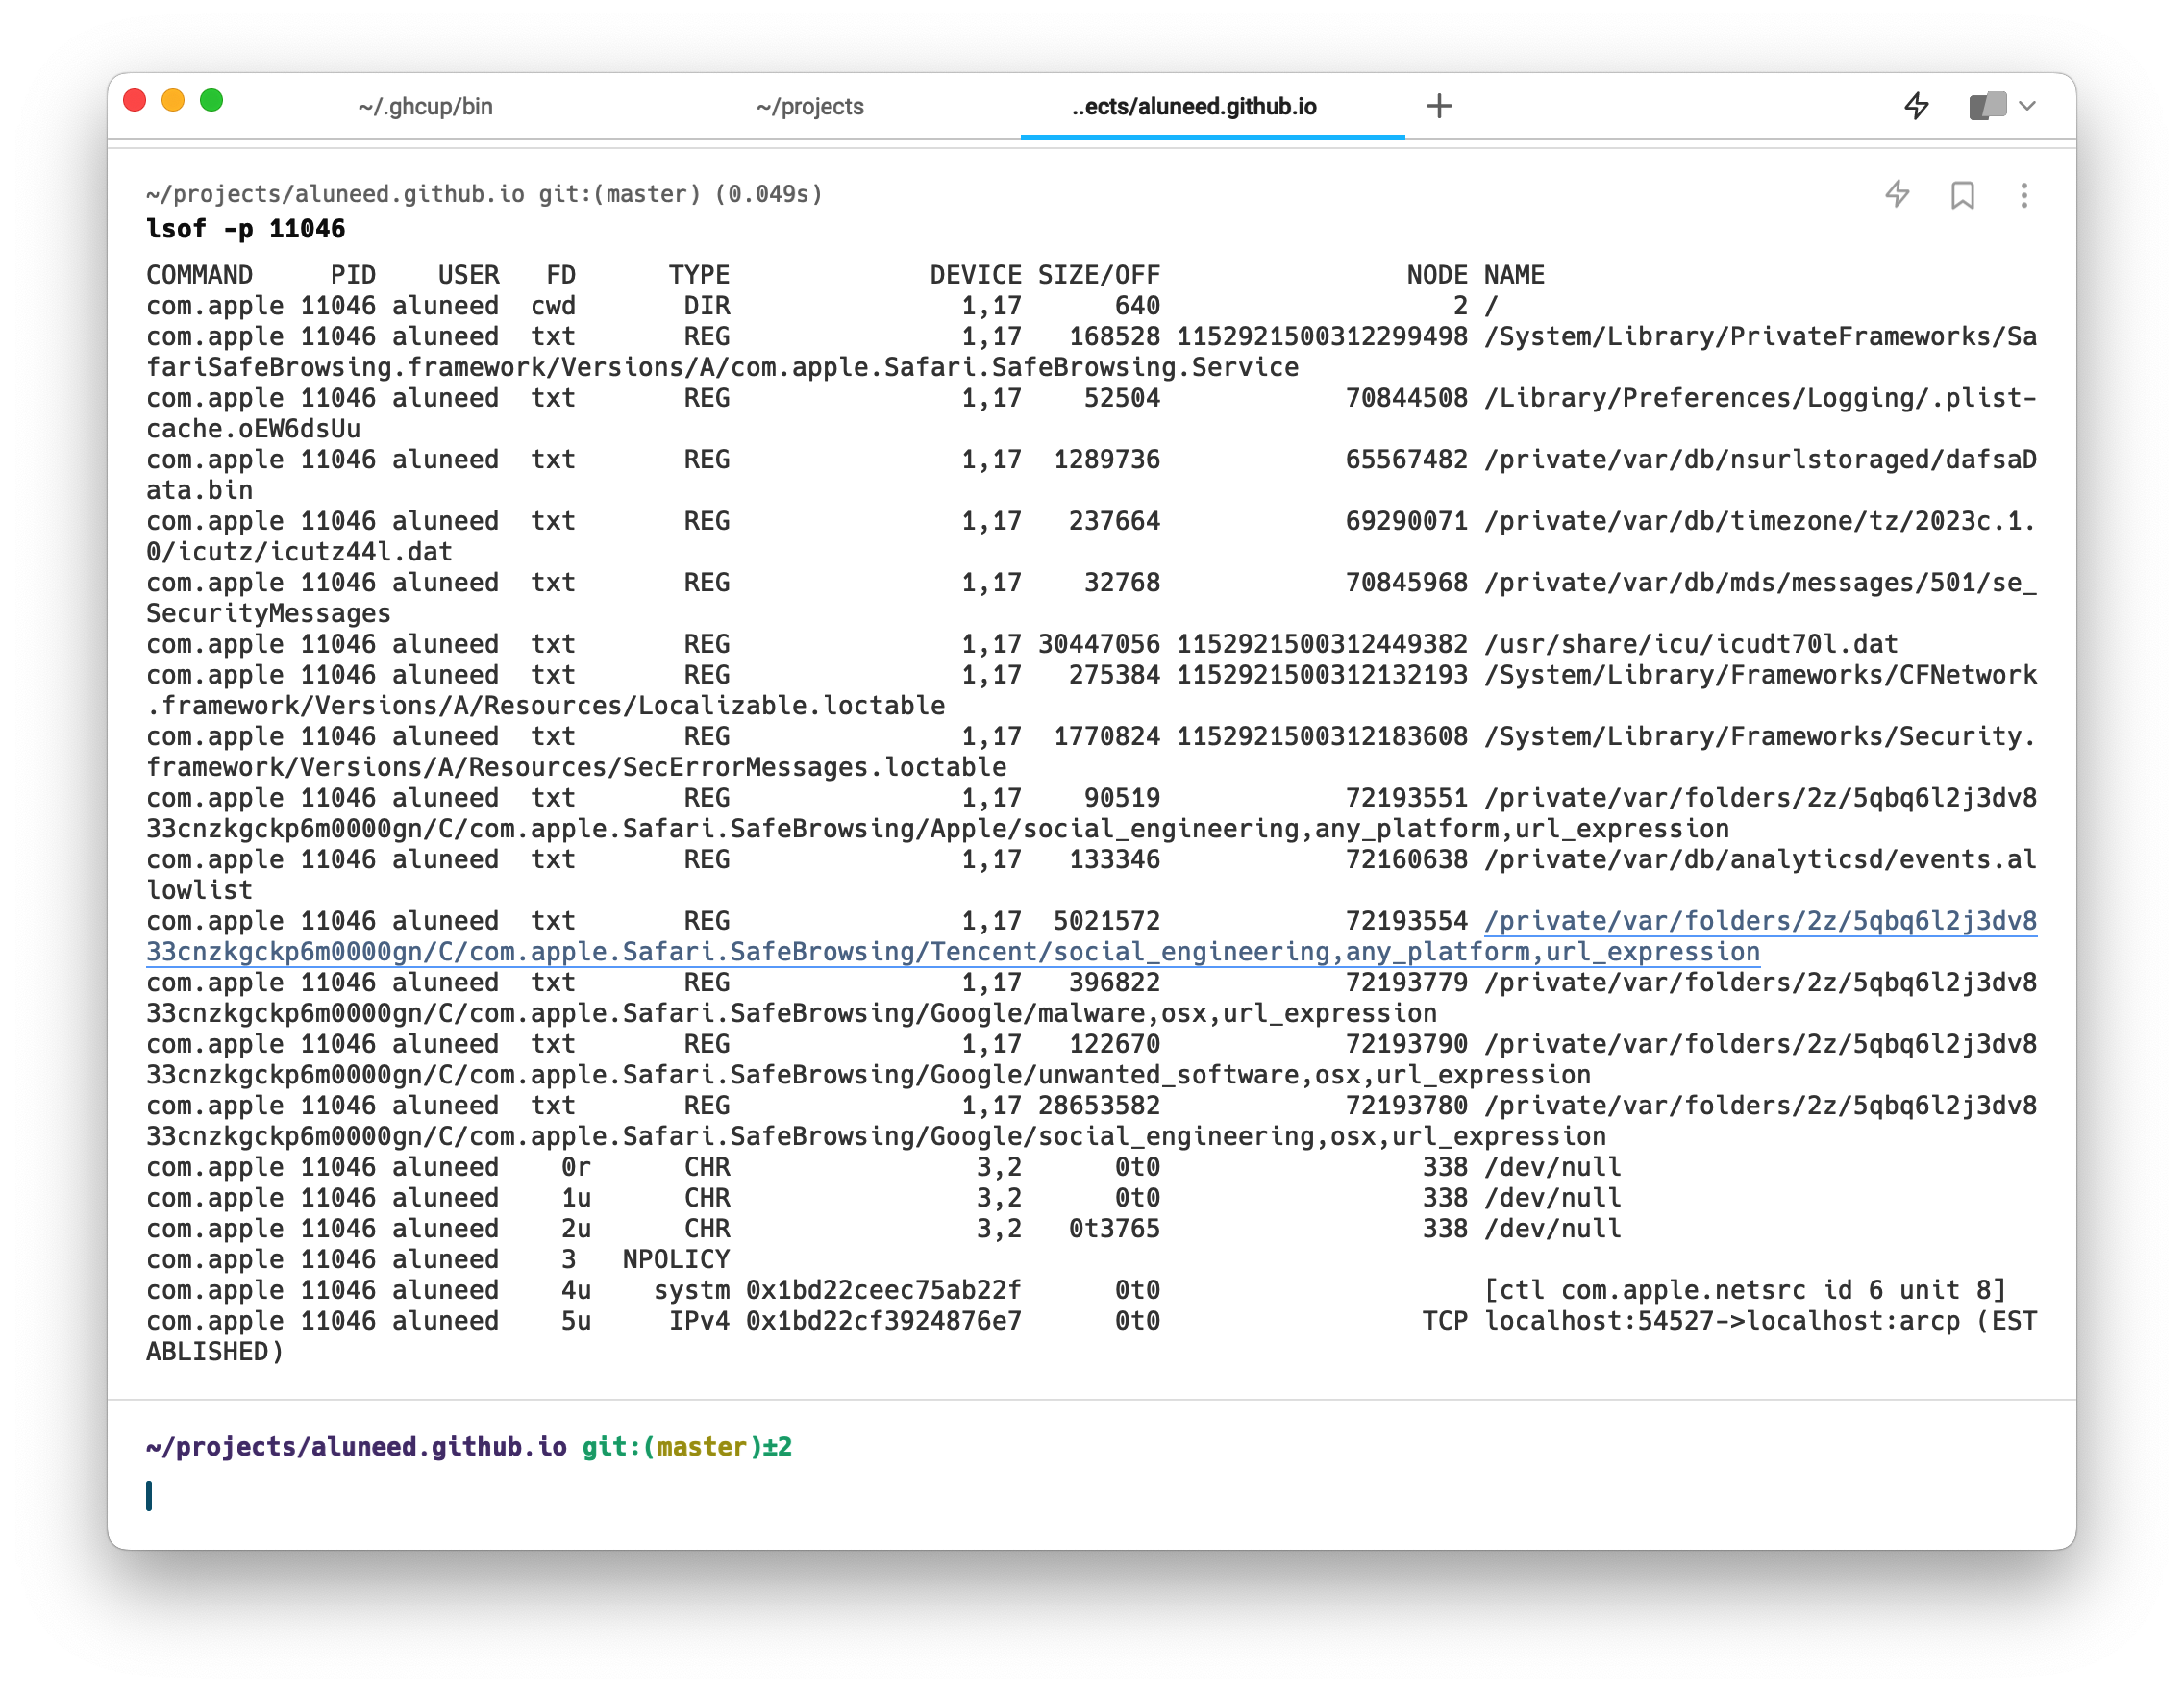 ~/.ghcup/bin ~/projects ..ects/aluneed.github.io +
~/projects/aluneed.github.io git:(master) (0.049s)
lsof -p 11046
COMMAND     PID    USER   FD      TYPE             DEVICE SIZE/OFF                NODE NAME
com.apple 11046 aluneed  cwd       DIR               1,17      640                   2 /
com.apple 11046 aluneed  txt       REG               1,17   168528 1152921500312299498 /System/Library/PrivateFrameworks/Sa
fariSafeBrowsing.framework/Versions/A/com.apple.Safari.SafeBrowsing.Service
com.apple 11046 aluneed  txt       REG               1,17    52504            70844508 /Library/Preferences/Logging/.plist-
cache.oEW6dsUu
com.apple 11046 aluneed  txt       REG               1,17  1289736            65567482 /private/var/db/nsurlstoraged/dafsaD
ata.bin
com.apple 11046 aluneed  txt       REG               1,17   237664            69290071 /private/var/db/timezone/tz/2023c.1.
0/icutz/icutz44l.dat
com.apple 11046 aluneed  txt       REG               1,17    32768            70845968 /private/var/db/mds/messages/501/se_
SecurityMessages
com.apple 11046 aluneed  txt       REG               1,17 30447056 1152921500312449382 /usr/share/icu/icudt70l.dat
com.apple 11046 aluneed  txt       REG               1,17   275384 1152921500312132193 /System/Library/Frameworks/CFNetwork
.framework/Versions/A/Resources/Localizable.loctable
com.apple 11046 aluneed  txt       REG               1,17  1770824 1152921500312183608 /System/Library/Frameworks/Security.
framework/Versions/A/Resources/SecErrorMessages.loctable
com.apple 11046 aluneed  txt       REG               1,17    90519            72193551 /private/var/folders/2z/5qbq6l2j3dv8
33cnzkgckp6m0000gn/C/com.apple.Safari.SafeBrowsing/Apple/social_engineering,any_platform,url_expression
com.apple 11046 aluneed  txt       REG               1,17   133346            72160638 /private/var/db/analyticsd/events.al
lowlist
com.apple 11046 aluneed  txt       REG               1,17  5021572            72193554 /private/var/folders/2z/5qbq6l2j3dv8
33cnzkgckp6m0000gn/C/com.apple.Safari.SafeBrowsing/Tencent/social_engineering,any_platform,url_expression
com.apple 11046 aluneed  txt       REG               1,17   396822            72193779 /private/var/folders/2z/5qbq6l2j3dv8
33cnzkgckp6m0000gn/C/com.apple.Safari.SafeBrowsing/Google/malware,osx,url_expression
com.apple 11046 aluneed  txt       REG               1,17   122670            72193790 /private/var/folders/2z/5qbq6l2j3dv8
33cnzkgckp6m0000gn/C/com.apple.Safari.SafeBrowsing/Google/unwanted_software,osx,url_expression
com.apple 11046 aluneed  txt       REG               1,17 28653582            72193780 /private/var/folders/2z/5qbq6l2j3dv8
33cnzkgckp6m0000gn/C/com.apple.Safari.SafeBrowsing/Google/social_engineering,osx,url_expression
com.apple 11046 aluneed    0r      CHR                3,2      0t0                 338 /dev/null
com.apple 11046 aluneed    1u      CHR                3,2      0t0                 338 /dev/null
com.apple 11046 aluneed    2u      CHR                3,2   0t3765                 338 /dev/null
com.apple 11046 aluneed    3   NPOLICY
com.apple 11046 aluneed    4u    systm 0x1bd22ceec75ab22f      0t0                     [ctl com.apple.netsrc id 6 unit 8]
com.apple 11046 aluneed    5u     IPv4 0x1bd22cf3924876e7      0t0                 TCP localhost:54527->localhost:arcp (EST
ABLISHED)
~/projects/aluneed.github.io git:(master)±2